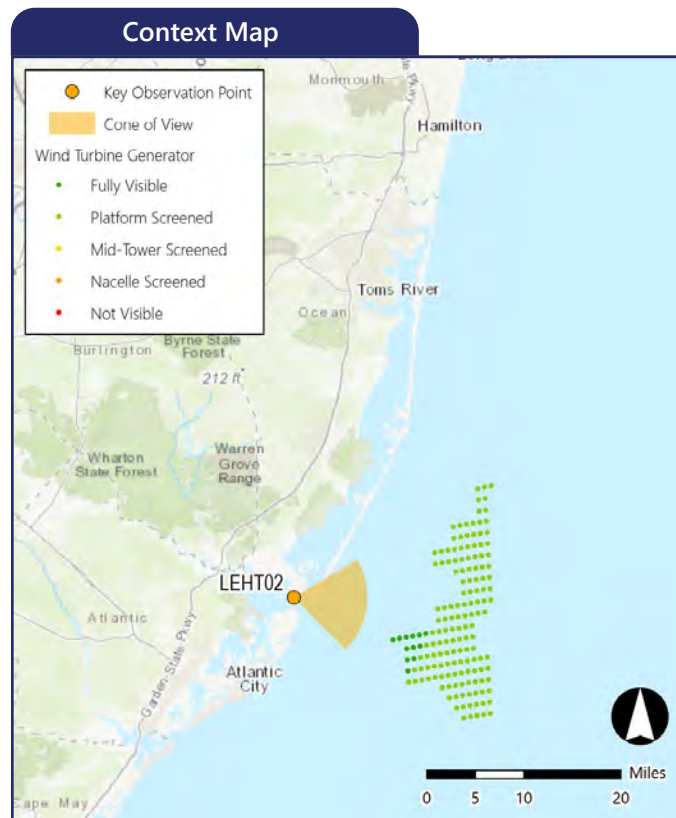 Context Map
Monmouth
Pkwy
Hamilton
Key Observation Point
Cone of View
Wind Turbine Generator
Fully Visible
Platform Screened
Mid-Tower Screened
Nacelle Screened
Not Visible
Toms River
Ocean
Burlington
Byrne State
Forest
212 ft
Wharton
State Forest
Warren
Grove
Range
LEHT02
Atlantic
Garden State Pkwy
Atlantic
City
Cape May
Miles
0 5 10 20